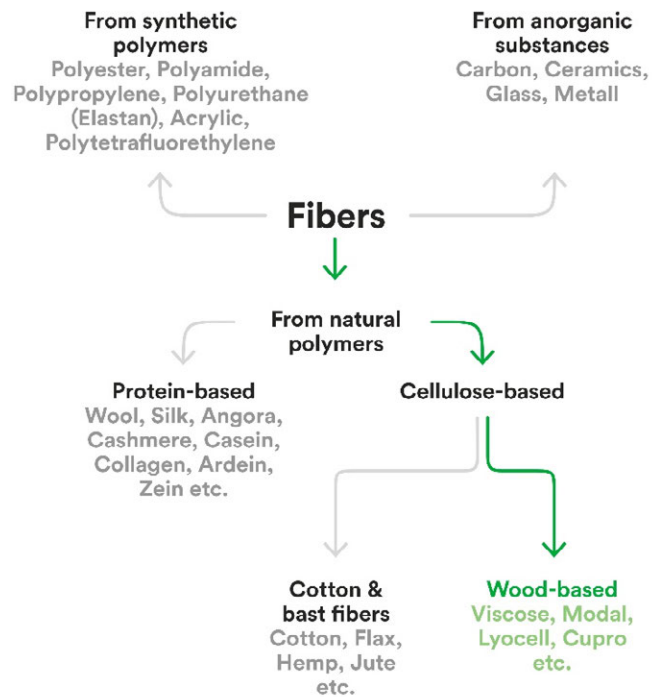 From synthetic
polymers
Polyester, Polyamide,
Polypropylene, Polyurethane
(Elastan), Acrylic,
Polytetrafluorethylene
From anorganic
substances
Carbon, Ceramics,
Glass, Metall
Fibers
From natural
polymers
Protein-based
Wool, Silk, Angora,
Cashmere, Casein,
Collagen, Ardein,
Zein etc.
Cellulose-based
Cotton &
bast fibers
Cotton, Flax,
Hemp, Jute
etc.
Wood-based
Viscose, Modal,
Lyocell, Cupro
etc.